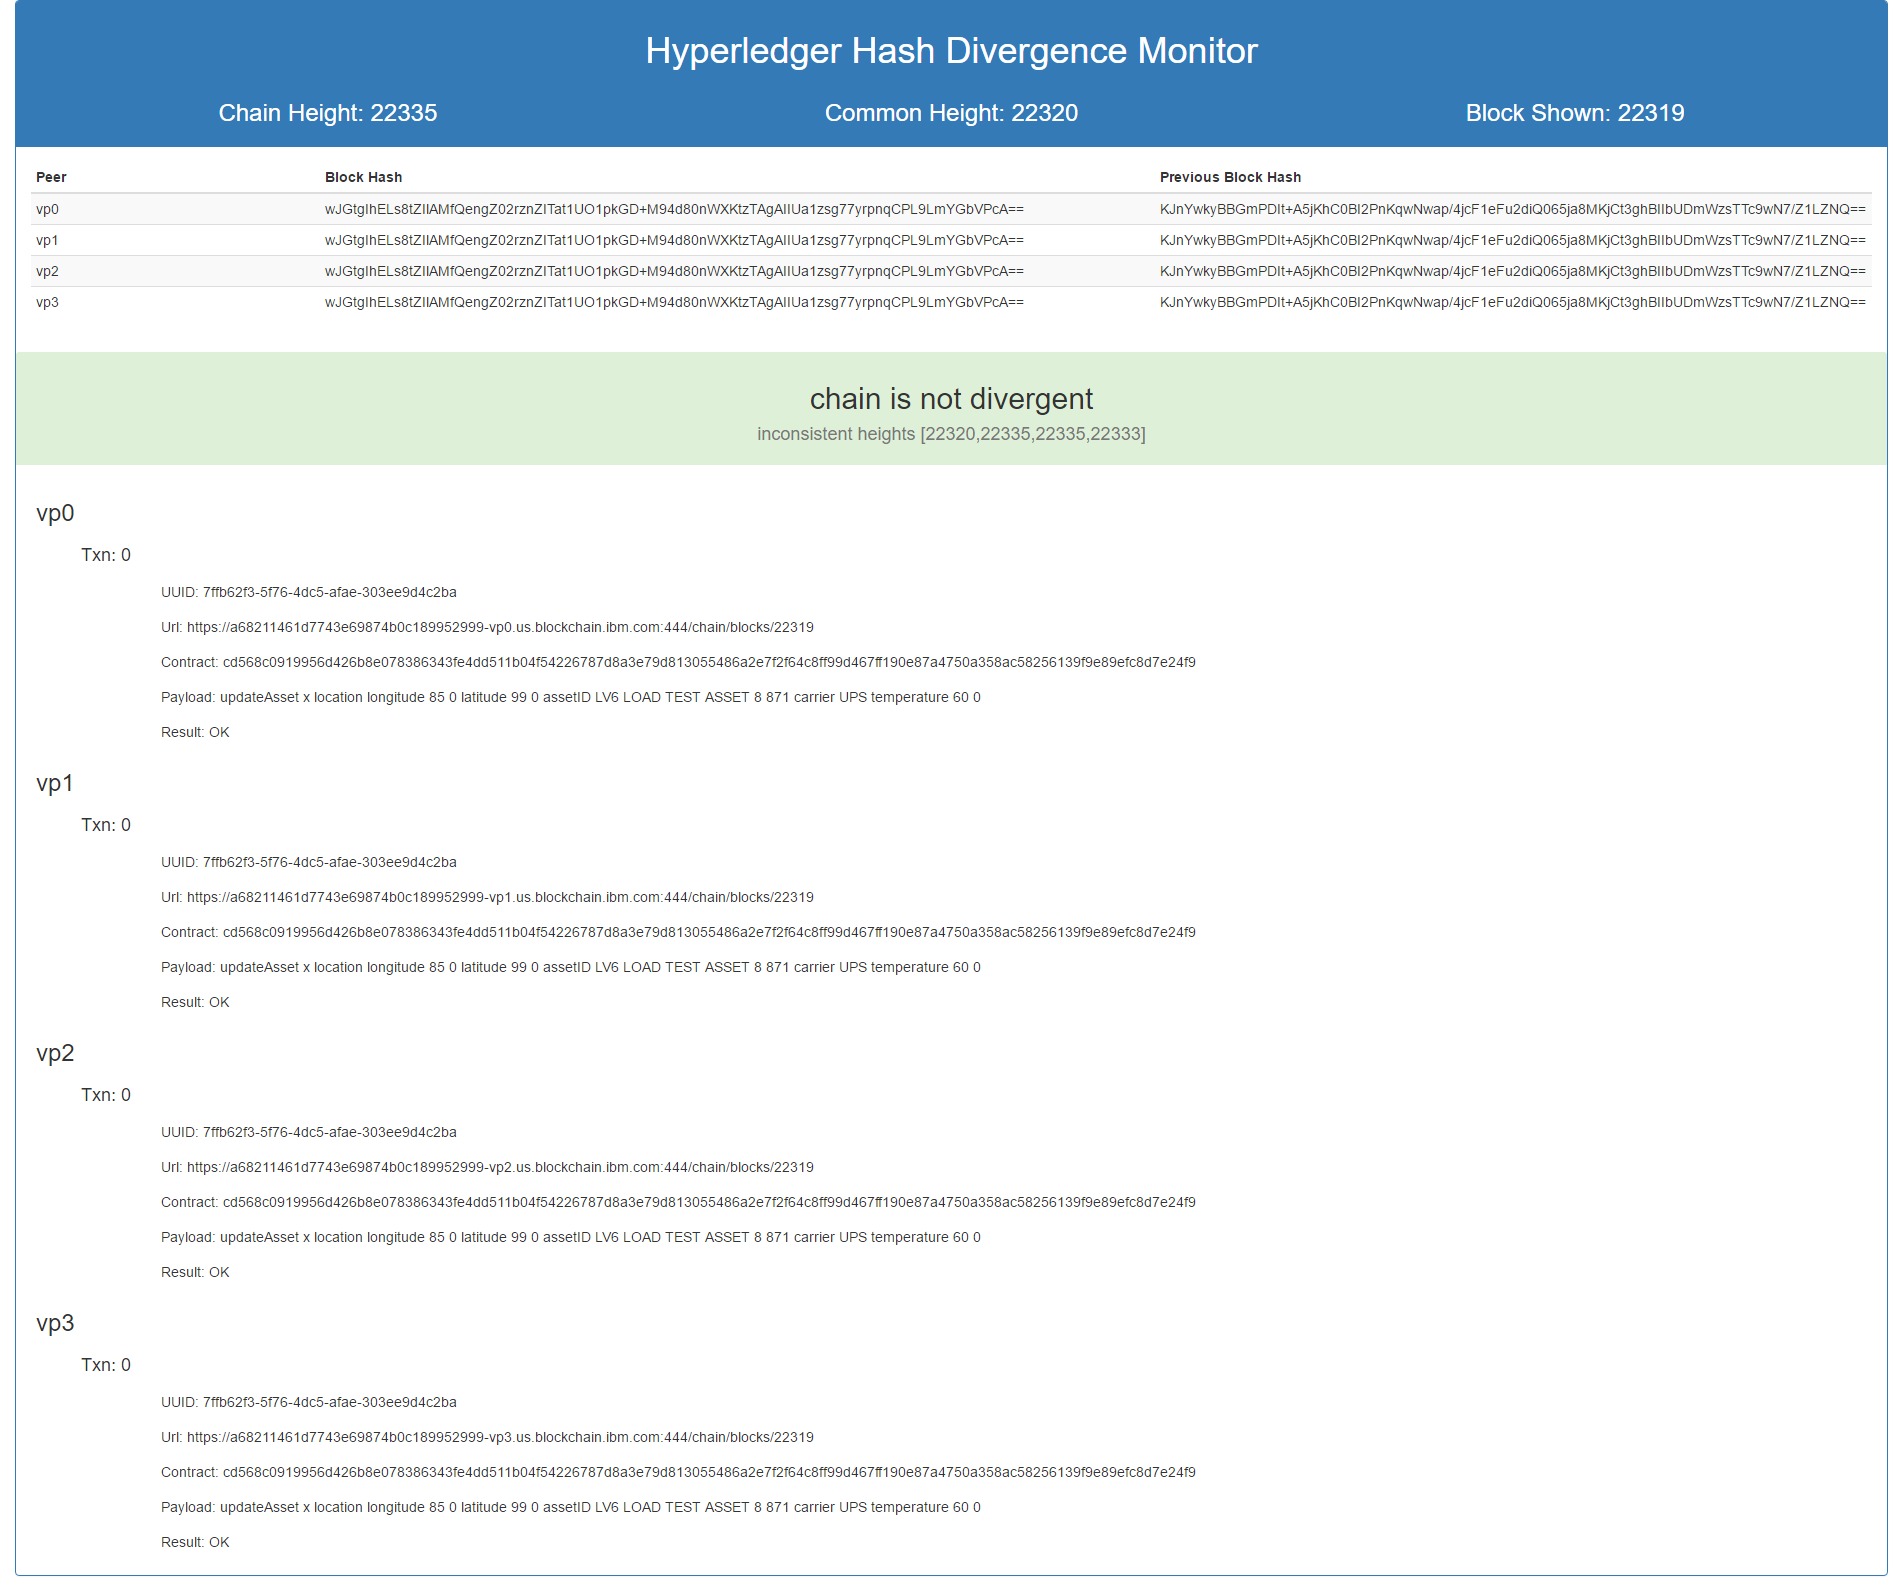 Hyperledger Hash Divergence Monitor
Chain Height: 22335 Common Height: 22320 Block Shown: 22319
Peer Block Hash Previous Block Hash
vp0 wJGtgIhELs8tZIIAMfQengZ02rznZITat1UO1pkGD+M94d80nWXKtzTAgAIIUa1zsg77yrpnqCPL9LmYGbVPcA== KJnYwkyBBGmPDIt+A5jKhC0BI2PnKqwNwap/4jcF1eFu2diQ065ja8MKjCt3ghBIIbUDmWzsTTc9wN7/Z1LZNQ==
vp1 wJGtgIhELs8tZIIAMfQengZ02rznZITat1UO1pkGD+M94d80nWXKtzTAgAIIUa1zsg77yrpnqCPL9LmYGbVPcA== KJnYwkyBBGmPDIt+A5jKhC0BI2PnKqwNwap/4jcF1eFu2diQ065ja8MKjCt3ghBIIbUDmWzsTTc9wN7/Z1LZNQ==
vp2 wJGtgIhELs8tZIIAMfQengZ02rznZITat1UO1pkGD+M94d80nWXKtzTAgAIIUa1zsg77yrpnqCPL9LmYGbVPcA== KJnYwkyBBGmPDIt+A5jKhC0BI2PnKqwNwap/4jcF1eFu2diQ065ja8MKjCt3ghBIIbUDmWzsTTc9wN7/Z1LZNQ==
vp3 wJGtgIhELs8tZIIAMfQengZ02rznZITat1UO1pkGD+M94d80nWXKtzTAgAIIUa1zsg77yrpnqCPL9LmYGbVPcA== KJnYwkyBBGmPDIt+A5jKhC0BI2PnKqwNwap/4jcF1eFu2diQ065ja8MKjCt3ghBIIbUDmWzsTTc9wN7/Z1LZNQ==
chain is not divergent
inconsistent heights [22320,22335,22335,22333]
vp0
Txn: 0
UUID: 7ffb62f3-5f76-4dc5-afae-303ee9d4c2ba
Url: https://a68211461d7743e69874b0c189952999-vp0.us.blockchain.ibm.com:444/chain/blocks/22319
Contract: cd568c0919956d426b8e078386343fe4dd511b04f54226787d8a3e79d813055486a2e7f2f64c8ff99d467ff190e87a4750a358ac58256139f9e89efc8d7e24f9
Payload: updateAsset x location longitude 85 0 latitude 99 0 assetID LV6 LOAD TEST ASSET 8 871 carrier UPS temperature 60 0
Result: OK
vp1
Txn: 0
UUID: 7ffb62f3-5f76-4dc5-afae-303ee9d4c2ba
Url: https://a68211461d7743e69874b0c189952999-vp1.us.blockchain.ibm.com:444/chain/blocks/22319
Contract: cd568c0919956d426b8e078386343fe4dd511b04f54226787d8a3e79d813055486a2e7f2f64c8ff99d467ff190e87a4750a358ac58256139f9e89efc8d7e24f9
Payload: updateAsset x location longitude 85 0 latitude 99 0 assetID LV6 LOAD TEST ASSET 8 871 carrier UPS temperature 60 0
Result: OK
vp2
Txn: 0
UUID: 7ffb62f3-5f76-4dc5-afae-303ee9d4c2ba
Url: https://a68211461d7743e69874b0c189952999-vp2.us.blockchain.ibm.com:444/chain/blocks/22319
Contract: cd568c0919956d426b8e078386343fe4dd511b04f54226787d8a3e79d813055486a2e7f2f64c8ff99d467ff190e87a4750a358ac58256139f9e89efc8d7e24f9
Payload: updateAsset x location longitude 85 0 latitude 99 0 assetID LV6 LOAD TEST ASSET 8 871 carrier UPS temperature 60 0
Result: OK
vp3
Txn: 0
UUID: 7ffb62f3-5f76-4dc5-afae-303ee9d4c2ba
Url: https://a68211461d7743e69874b0c189952999-vp3.us.blockchain.ibm.com:444/chain/blocks/22319
Contract: cd568c0919956d426b8e078386343fe4dd511b04f54226787d8a3e79d813055486a2e7f2f64c8ff99d467ff190e87a4750a358ac58256139f9e89efc8d7e24f9
Payload: updateAsset x location longitude 85 0 latitude 99 0 assetID LV6 LOAD TEST ASSET 8 871 carrier UPS temperature 60 0
Result: OK